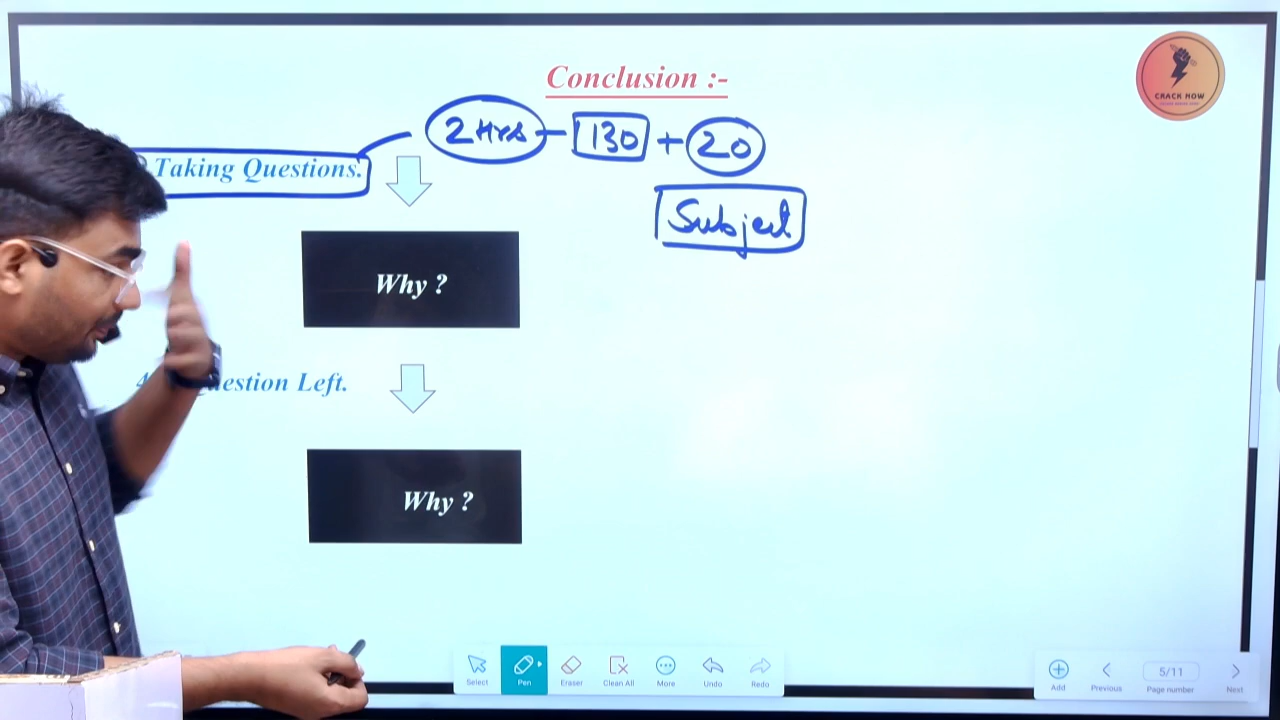 Conclusion :-
CRACK NOW
2 Hrs - 130 + 20
Taking Questions.
Subject
Why ?
estion Left.
Why ?
Select
Pen
Eraser
Clean All
More
Undo
Redo
Add
Previous
5/11
Page number
Next